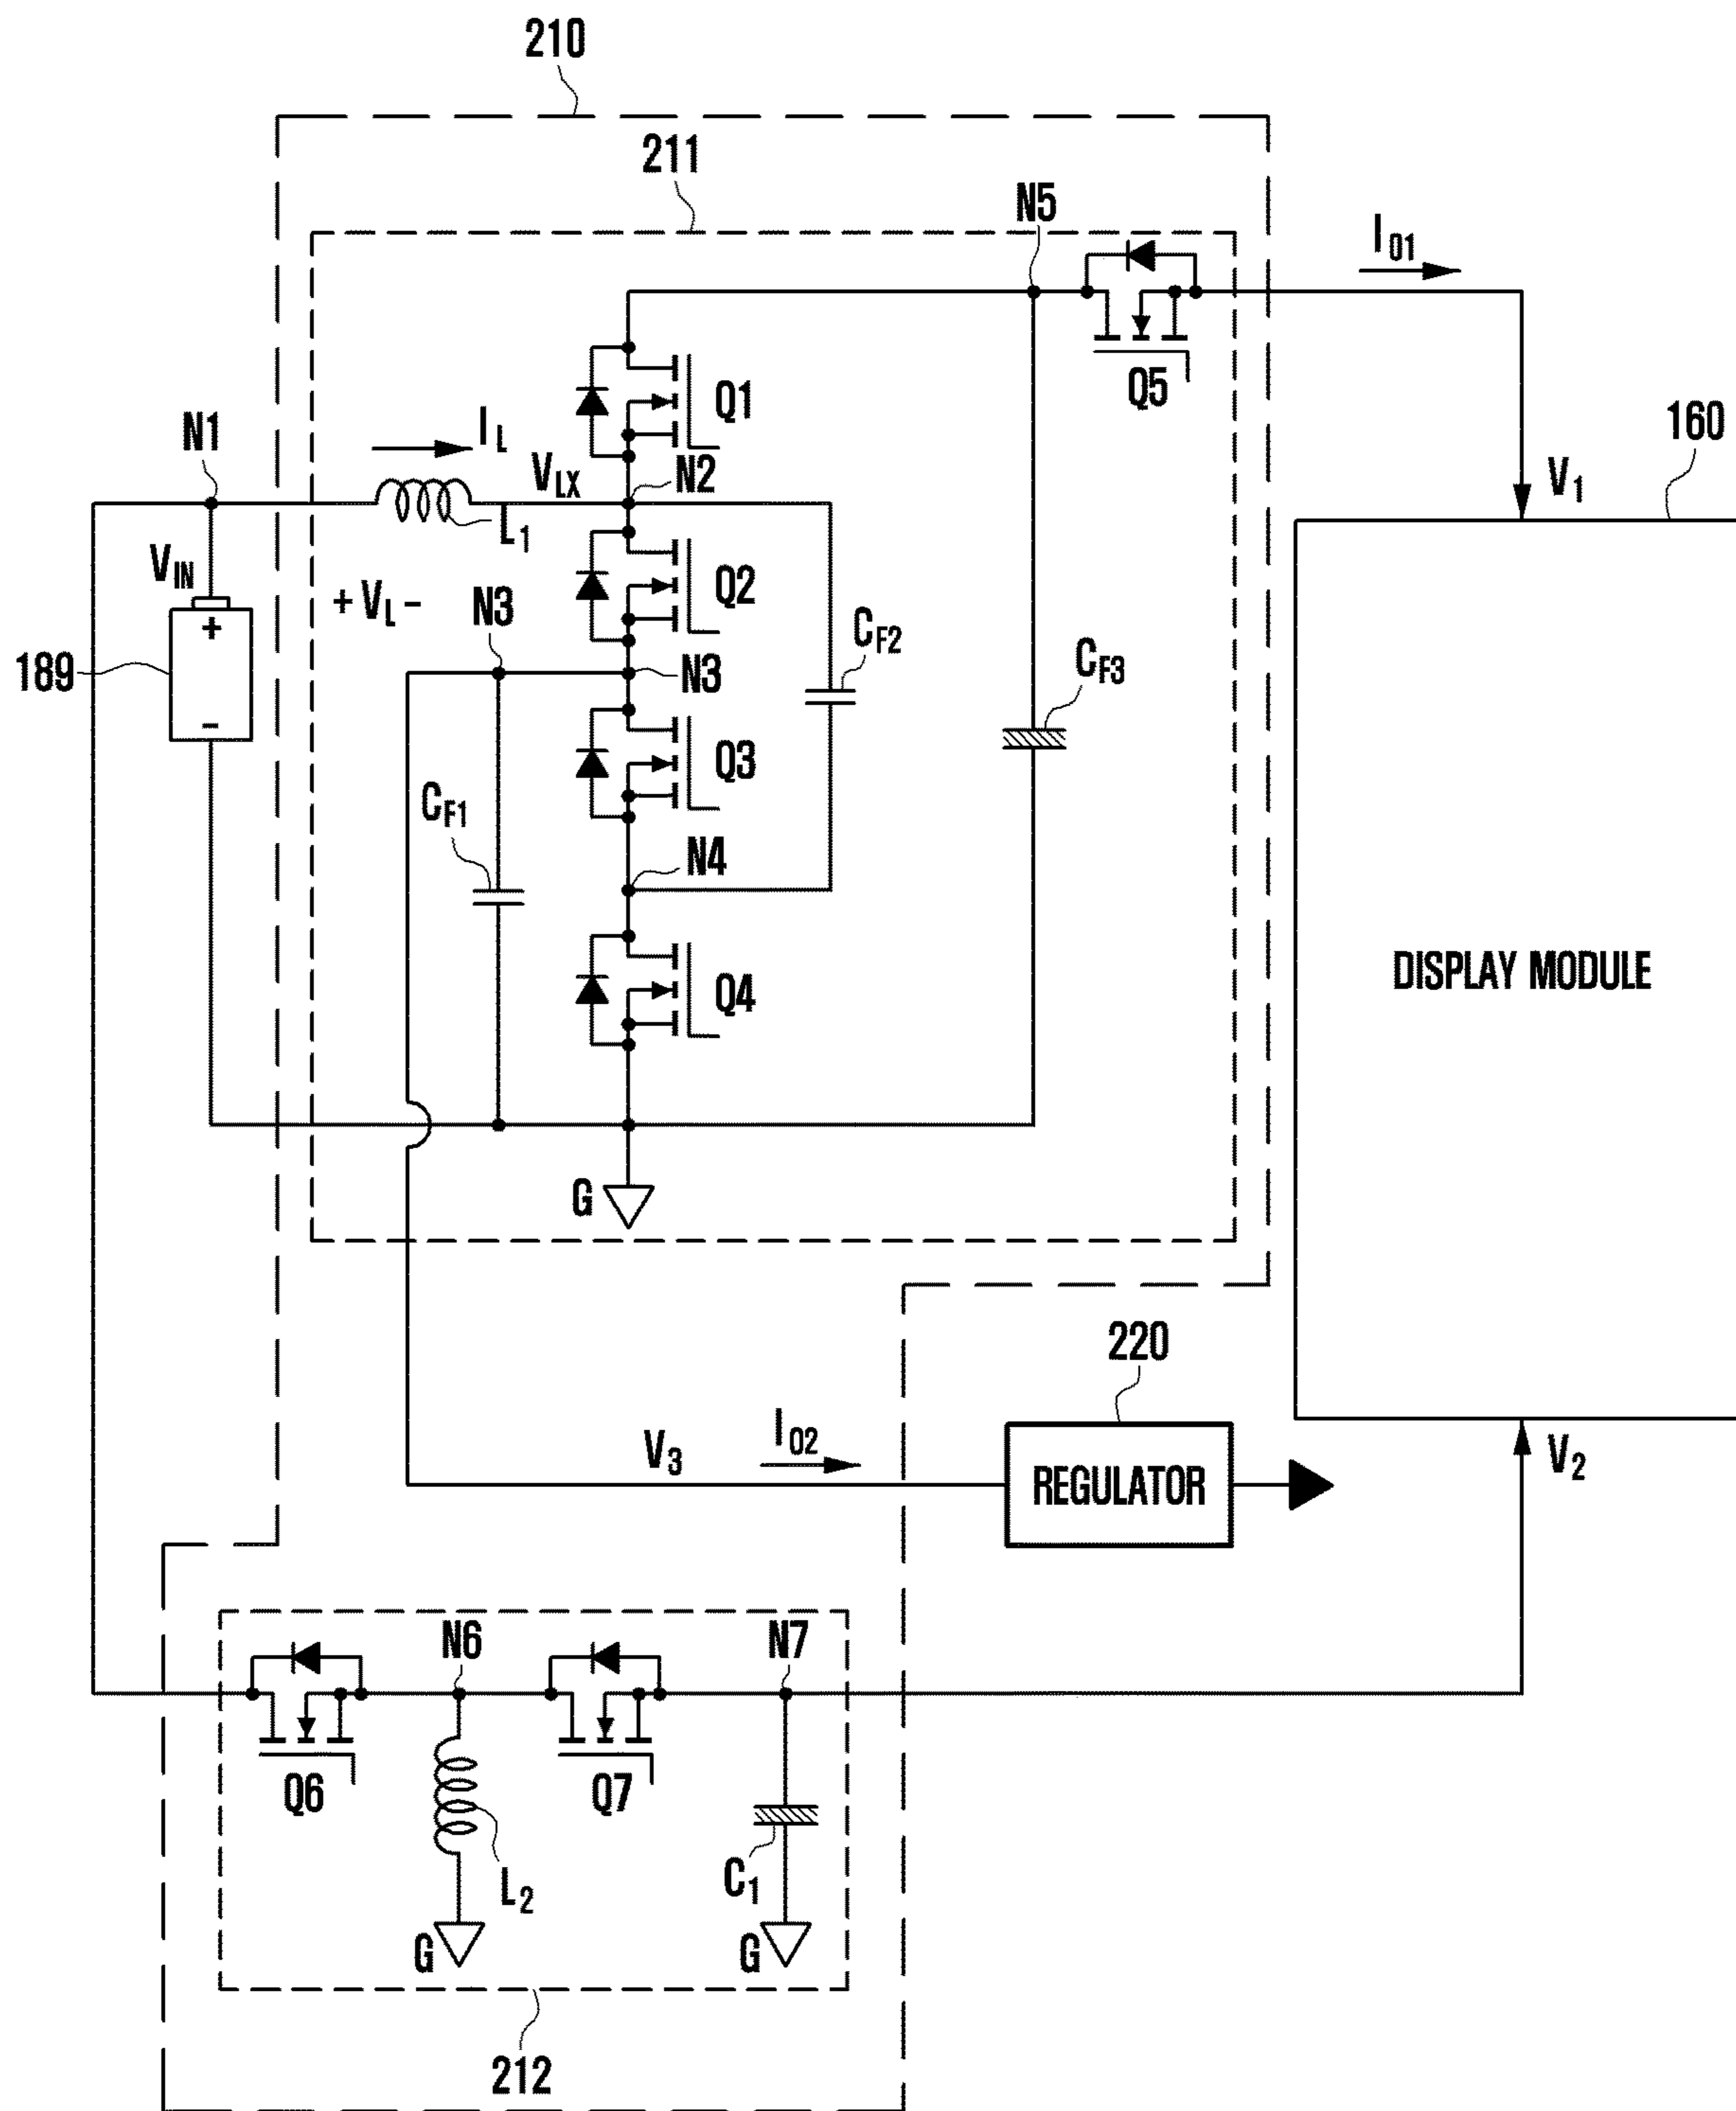 210
211
N5
I01
Q1
Q5
160
N1
IL
VLX
N2
V1
L1
VIN
+ VL -
N3
Q2
CF2
+
189
N3
CF3
-
Q3
CF1
N4
DISPLAY MODULE
Q4
G
220
V3
I02
REGULATOR
V2
N6
N7
Q6
Q7
L2
C1
G
G
212